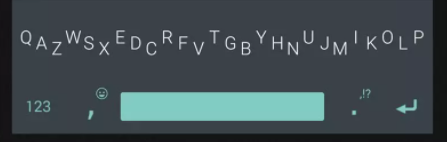 QAZWSXEDCRFVTGBYHNUJMIKOLP
123 , . ,!?